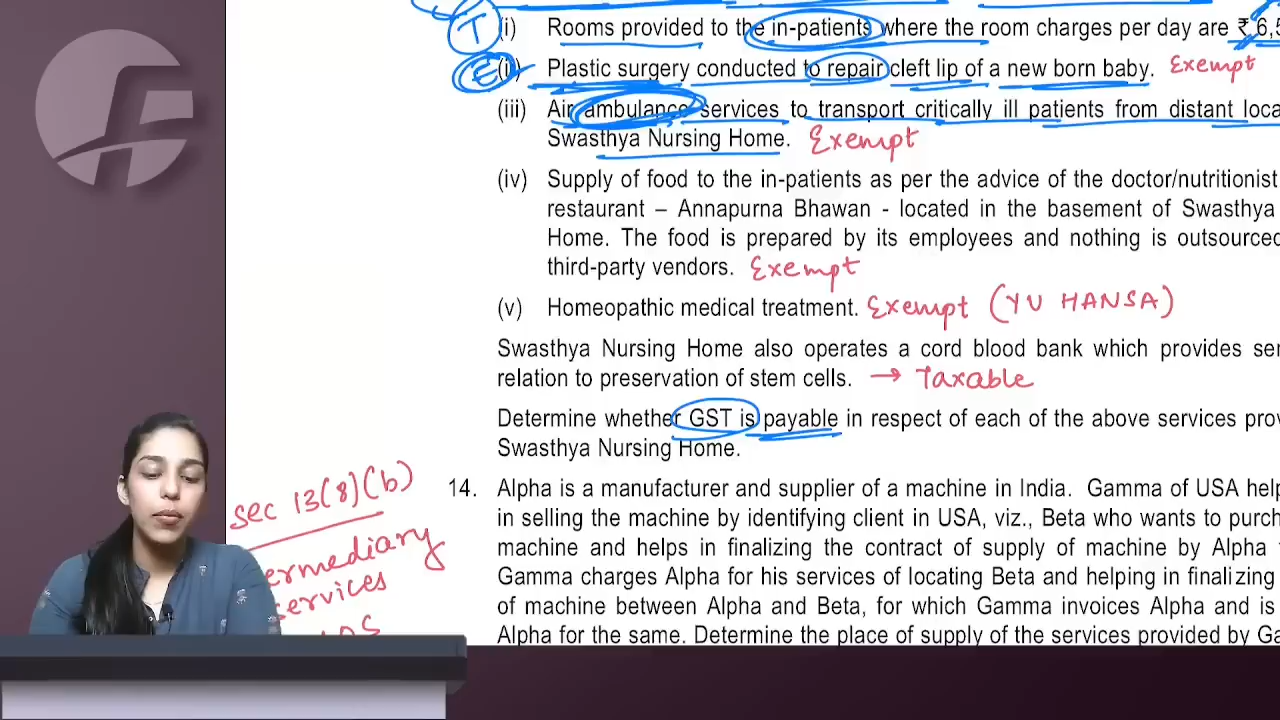 T (i) Rooms provided to the in-patients where the room charges per day are ₹ 6,5
E (i) Plastic surgery conducted to repair cleft lip of a new born baby. Exempt
(iii) Air ambulance services to transport critically ill patients from distant
Swasthya Nursing Home. Exempt
(iv) Supply of food to the in-patients as per the advice of the doctor/nutritionist
restaurant – Annapurna Bhawan - located in the basement of Swasthya
Home. The food is prepared by its employees and nothing is outsourced
third-party vendors. Exempt
(v) Homeopathic medical treatment. Exempt (YU HANSA)
Swasthya Nursing Home also operates a cord blood bank which provides
relation to preservation of stem cells. → Taxable
Determine whether GST is payable in respect of each of the above services
Swasthya Nursing Home.
sec 13(8)(b)
ermediary
services
14. Alpha is a manufacturer and supplier of a machine in India. Gamma of USA
in selling the machine by identifying client in USA, viz., Beta who wants to
machine and helps in finalizing the contract of supply of machine by Alpha
Gamma charges Alpha for his services of locating Beta and helping in finalizing
of machine between Alpha and Beta, for which Gamma invoices Alpha and is
Alpha for the same. Determine the place of supply of the services provided by